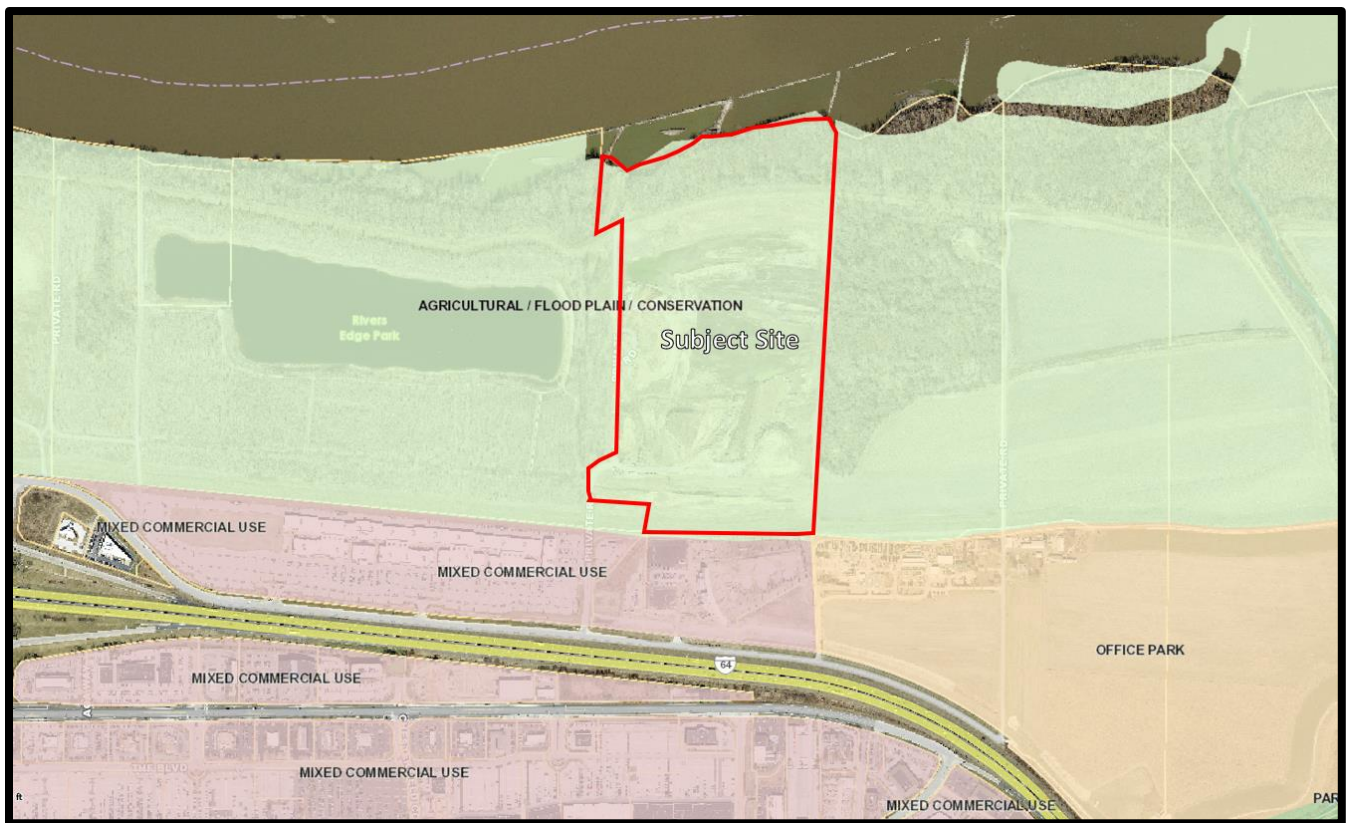 PRIVATE RD
AGRICULTURAL / FLOOD PLAIN / CONSERVATION
Rivers
Edge Park
Subject Site
PRIVATE RD
MIXED COMMERCIAL USE
MIXED COMMERCIAL USE
OFFICE PARK
64
MIXED COMMERCIAL USE
MIXED COMMERCIAL USE
MIXED COMMERCIAL USE
ft
PAR